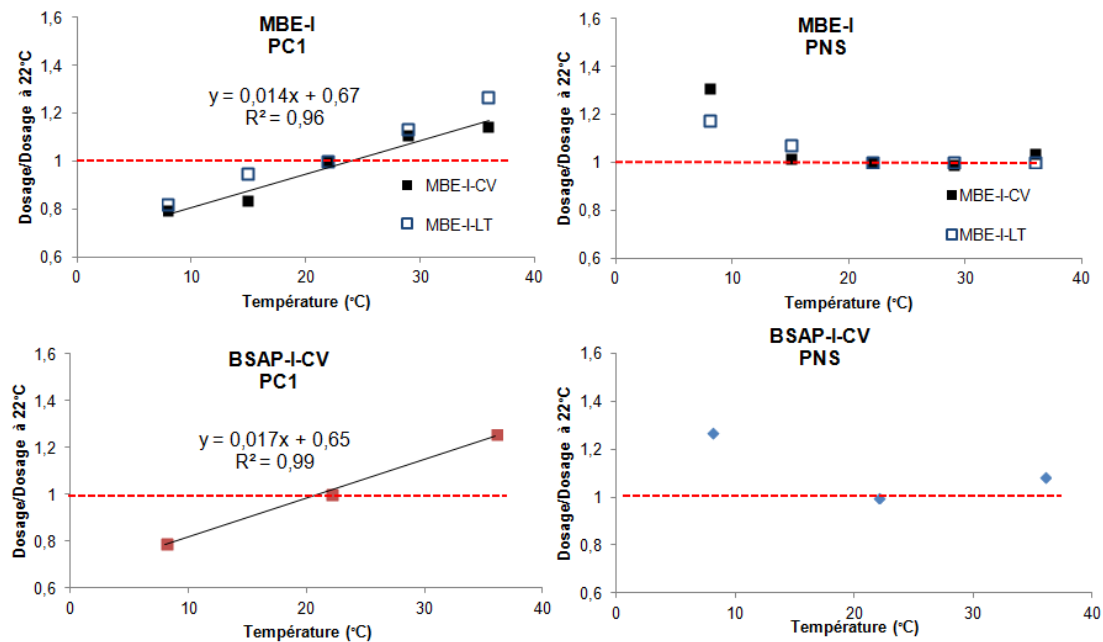 MBE-I
PC1
y = 0,014x + 0,67
R² = 0,96
Dosage/Dosage à 22°C
1,6
1,4
1,2
1
0,8
0,6
0
10
20
30
40
Température (°C)
MBE-I-CV
MBE-I-LT
MBE-I
PNS
Dosage/Dosage à 22°C
1,6
1,4
1,2
1
0,8
0,6
0
10
20
30
40
Température (°C)
MBE-I-CV
MBE-I-LT
BSAP-I-CV
PC1
y = 0,017x + 0,65
R² = 0,99
Dosage/Dosage à 22°C
1,6
1,4
1,2
1
0,8
0,6
0
10
20
30
40
Température (°C)
BSAP-I-CV
PNS
Dosage/Dosage à 22°C
1,6
1,4
1,2
1
0,8
0,6
0
10
20
30
40
Température (°C)